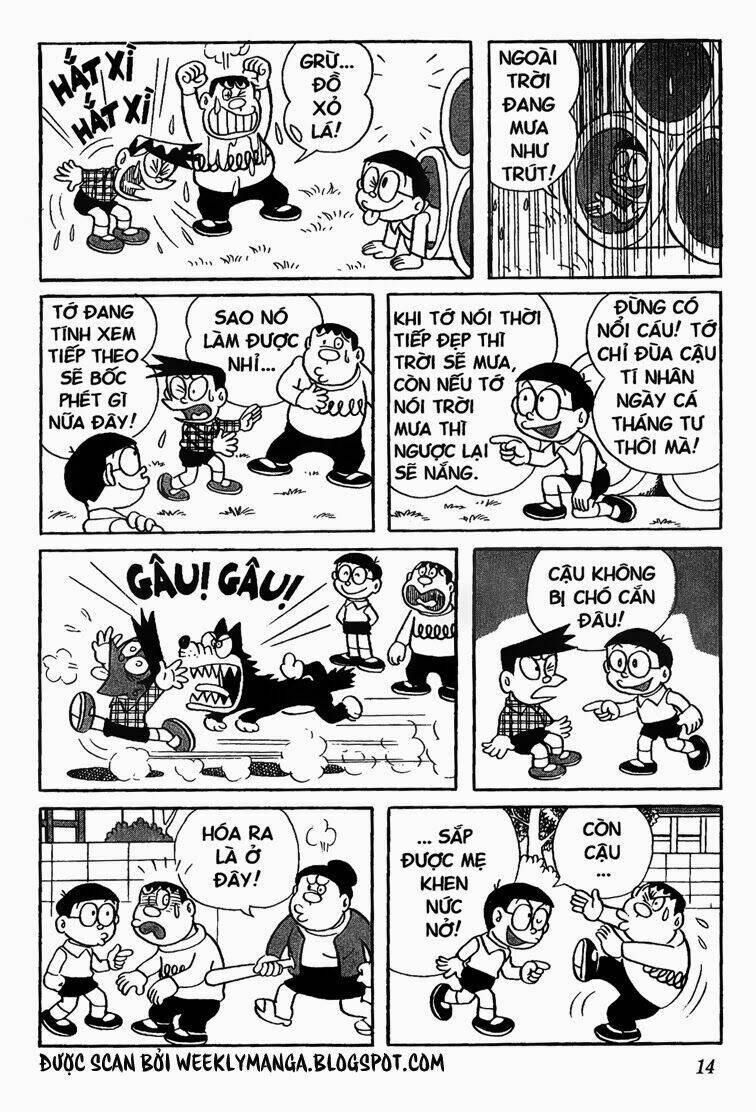 HẮT XÌ
HẮT XÌ
GRỪ...
ĐỒ
XỎ
LÁ!
NGOÀI
TRỜI
ĐANG
MƯA
NHƯ
TRÚT!
TỚ ĐANG
TÍNH XEM
TIẾP THEO
SẼ BỐC
PHÉT GÌ
NỮA ĐÂY!
SAO NÓ
LÀM ĐƯỢC
NHỈ...
KHI TỚ NÓI THỜI
TIẾP ĐẸP THÌ
TRỜI SẼ MƯA,
CÒN NẾU TỚ
NÓI TRỜI
MƯA THÌ
NGƯỢC LẠI
SẼ NẮNG.
ĐỪNG CÓ
NỔI CÁU! TỚ
CHỈ ĐÙA CẬU
TÍ NHÂN
NGÀY CÁ
THÁNG TƯ
THÔI MÀ!
GÂU! GÂU!
CẬU KHÔNG
BỊ CHÓ CẮN
ĐÂU!
HÓA RA
LÀ Ở
ĐÂY!
... SẮP
ĐƯỢC MẸ
KHEN
NỨC
NỞ!
CÒN
CẬU
...
ĐƯỢC SCAN BỞI WEEKLYMANGA.BLOGSPOT.COM
14